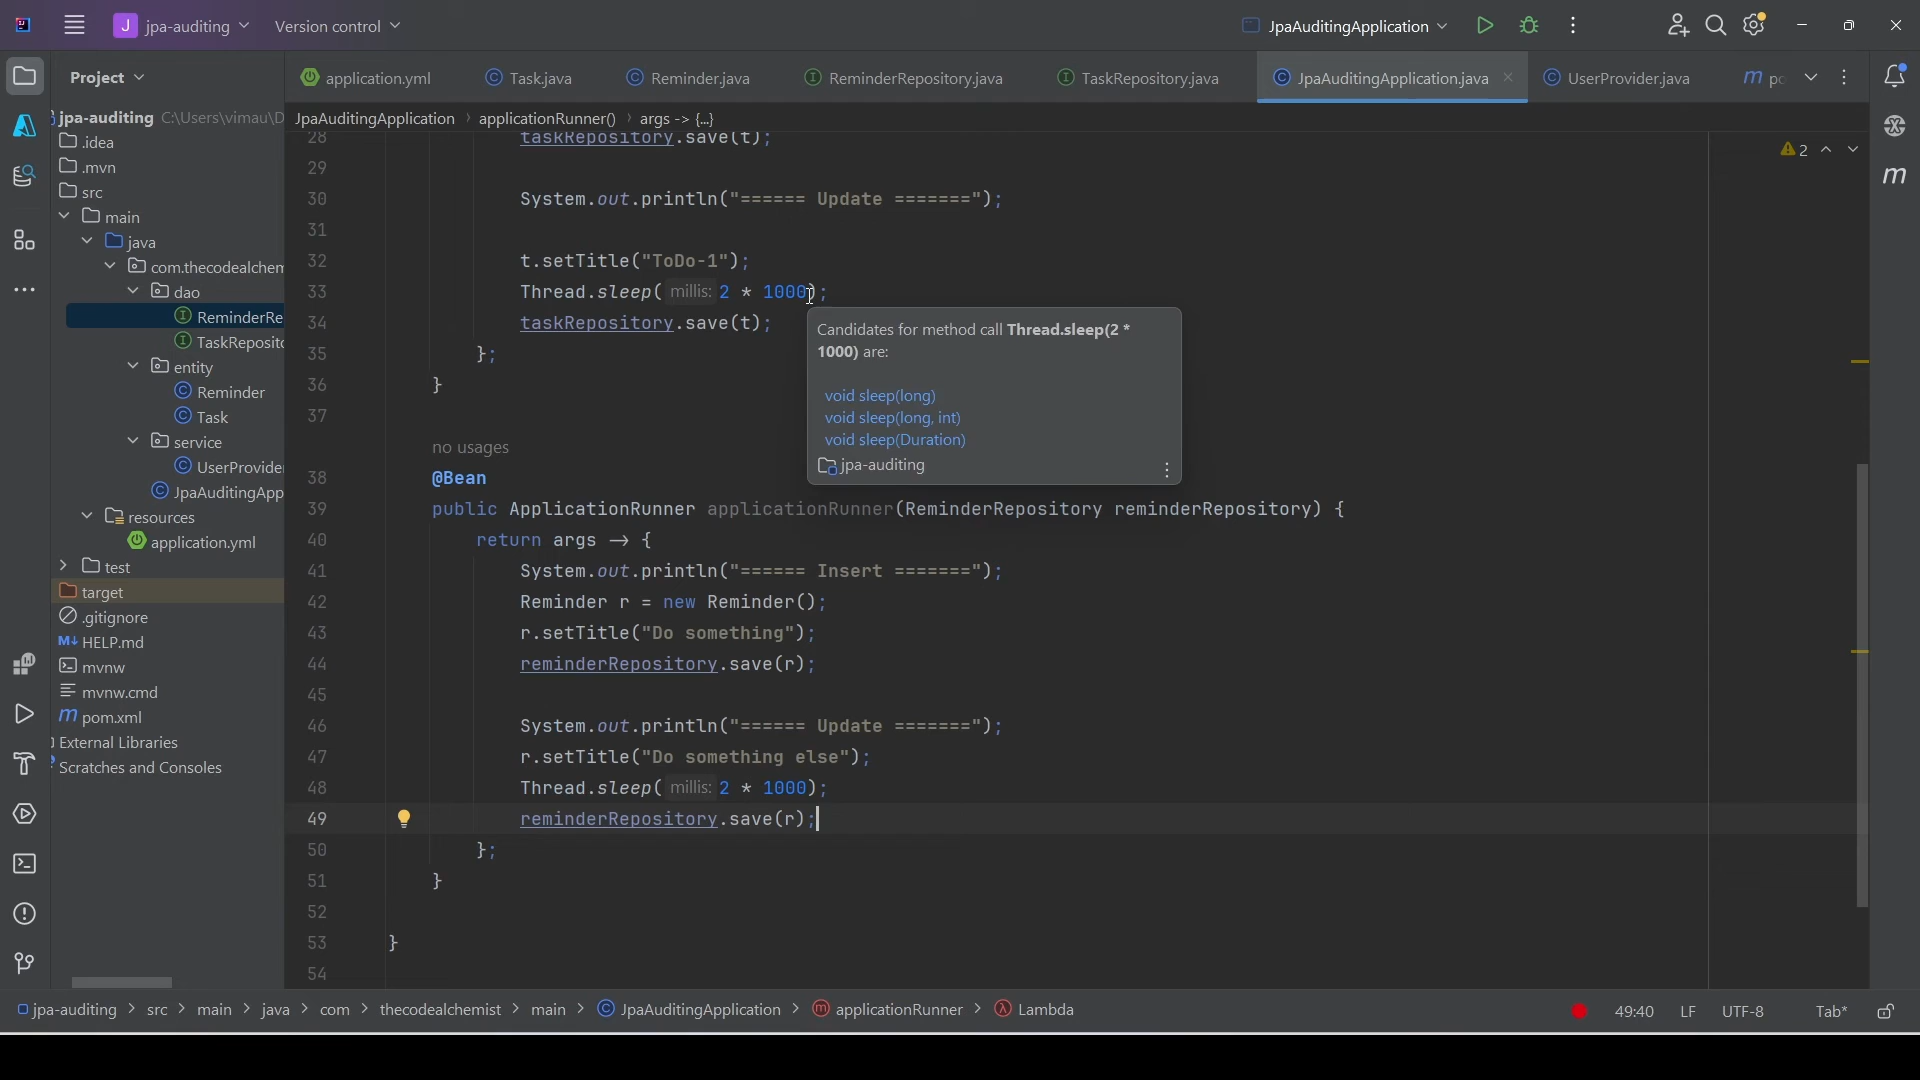 J jpa-auditing Version control JpaAuditingApplication
Project
application.yml Task.java Reminder.java ReminderRepository.java TaskRepository.java JpaAuditingApplication.java UserProvider.java m po
jpa-auditing C:\Users\vimau\D
JpaAuditingApplication applicationRunner() args -> {...}
.idea
.mvn
src
main
java
com.thecodealchem
dao
ReminderRe
TaskReposito
entity
Reminder
Task
service
UserProvide
JpaAuditingApp
resources
application.yml
test
target
.gitignore
M↓ HELP.md
mvnw
mvnw.cmd
m pom.xml
External Libraries
Scratches and Consoles
28 taskRepository.save(t);
2
29
30 System.out.println("====== Update =======");
31
32 t.setTitle("ToDo-1");
33 Thread.sleep( millis: 2 * 1000);
34 taskRepository.save(t);
35 };
36 }
37
Candidates for method call Thread.sleep(2 *
1000) are:
void sleep(long)
void sleep(long, int)
void sleep(Duration)
jpa-auditing
no usages
38 @Bean
39 public ApplicationRunner applicationRunner(ReminderRepository reminderRepository) {
40 return args → {
41 System.out.println("====== Insert =======");
42 Reminder r = new Reminder();
43 r.setTitle("Do something");
44 reminderRepository.save(r);
45
46 System.out.println("====== Update =======");
47 r.setTitle("Do something else");
48 Thread.sleep( millis: 2 * 1000);
49 reminderRepository.save(r);
50 };
51 }
52
53 }
54
m
jpa-auditing > src > main > java > com > thecodealchemist > main > JpaAuditingApplication > applicationRunner > Lambda 49:40 LF UTF-8 Tab*